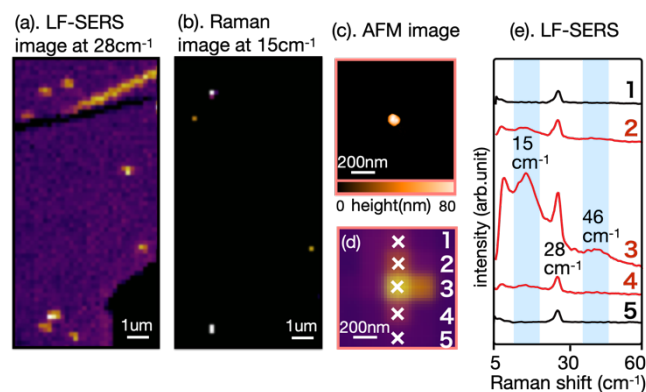 (a). LF-SERS
image at 28cm⁻¹
1um
(b). Raman
image at 15cm⁻¹
1um
(c). AFM image
200nm
0 height(nm) 80
(d)
1
2
3
4
5
200nm
(e). LF-SERS
intensity (arb.unit)
1
2
15
cm⁻¹
46
cm⁻¹
3
28
cm⁻¹
4
5
5 30 60
Raman shift (cm⁻¹)